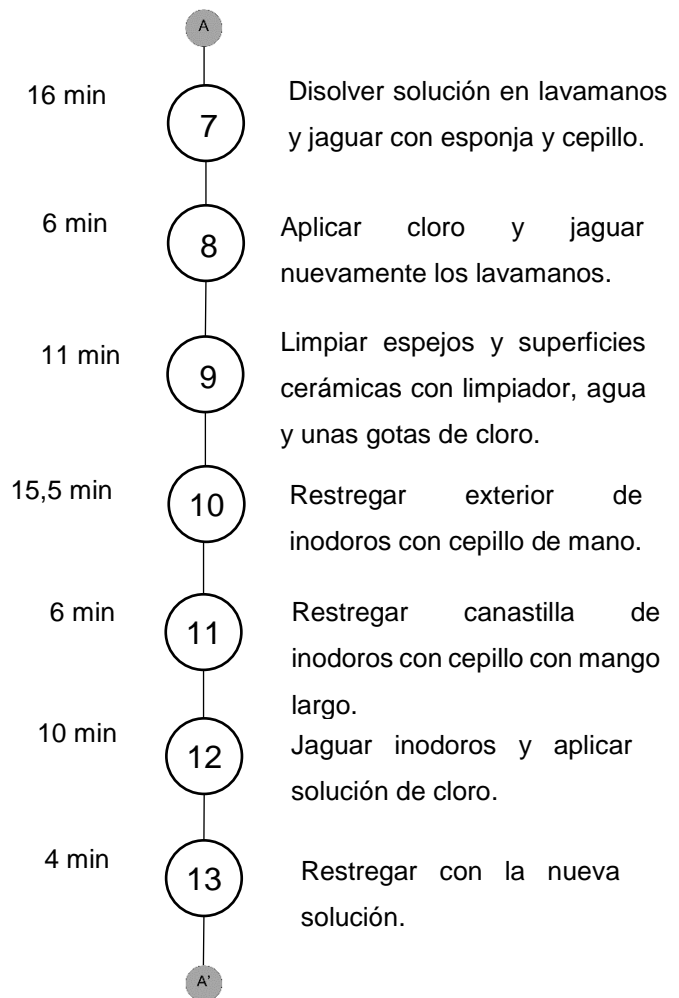 A
16 min
7
Disolver solución en lavamanos
y jaguar con esponja y cepillo.
6 min
8
Aplicar cloro y jaguar
nuevamente los lavamanos.
11 min
9
Limpiar espejos y superficies
cerámicas con limpiador, agua
y unas gotas de cloro.
15,5 min
10
Restregar exterior de
inodoros con cepillo de mano.
6 min
11
Restregar canastilla de
inodoros con cepillo con mango
largo.
10 min
12
Jaguar inodoros y aplicar
solución de cloro.
4 min
13
Restregar con la nueva
solución.
A'